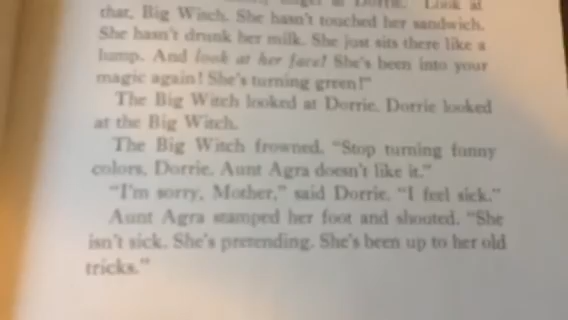 at Dorrie. "Look at
that, Big Witch. She hasn't touched her sandwich.
She hasn't drunk her milk. She just sits there like a
lump. And look at her face! She's been into your
magic again! She's turning green!"
The Big Witch looked at Dorrie. Dorrie looked
at the Big Witch.
The Big Witch frowned. "Stop turning funny
colors, Dorrie. Aunt Agra doesn't like it."
"I'm sorry, Mother," said Dorrie. "I feel sick."
Aunt Agra stamped her foot and shouted. "She
isn't sick. She's pretending. She's been up to her old
tricks."